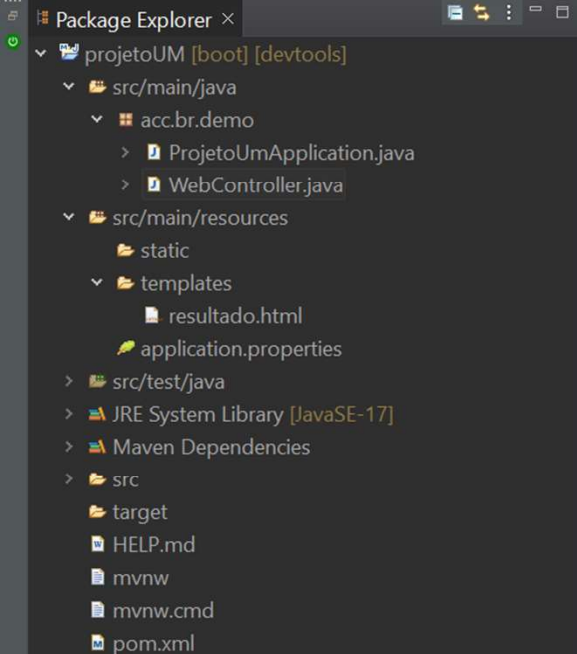 Package Explorer
projetoUM [boot] [devtools]
src/main/java
acc.br.demo
ProjetoUmApplication.java
WebController.java
src/main/resources
static
templates
resultado.html
application.properties
src/test/java
JRE System Library [JavaSE-17]
Maven Dependencies
src
target
HELP.md
mvnw
mvnw.cmd
pom.xml